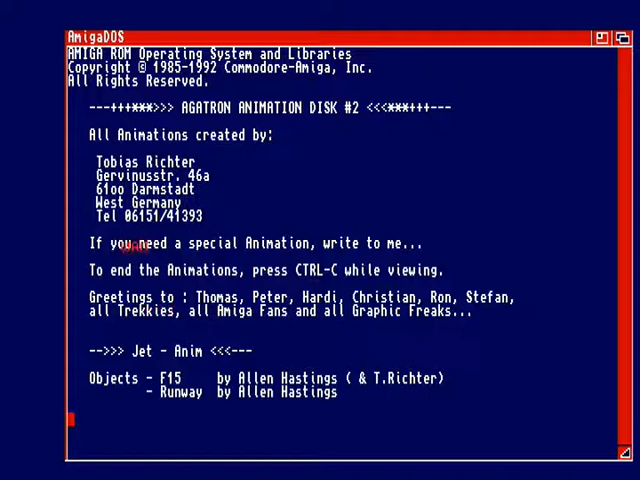 AmigaDOS
AMIGA ROM Operating System and Libraries
Copyright © 1985-1992 Commodore-Amiga, Inc.
All Rights Reserved.
---+++***>>> AGATRON ANIMATION DISK #2 <<<***+++---
All Animations created by:
Tobias Richter
Gervinusstr. 46a
61oo Darmstadt
West Germany
Tel 06151/41393
If you need a special Animation, write to me...
To end the Animations, press CTRL-C while viewing.
Greetings to : Thomas, Peter, Hardi, Christian, Ron, Stefan,
all Trekkies, all Amiga Fans and all Graphic Freaks...
-->>> Jet - Anim <<<---
Objects - F15 by Allen Hastings ( & T.Richter)
- Runway by Allen Hastings